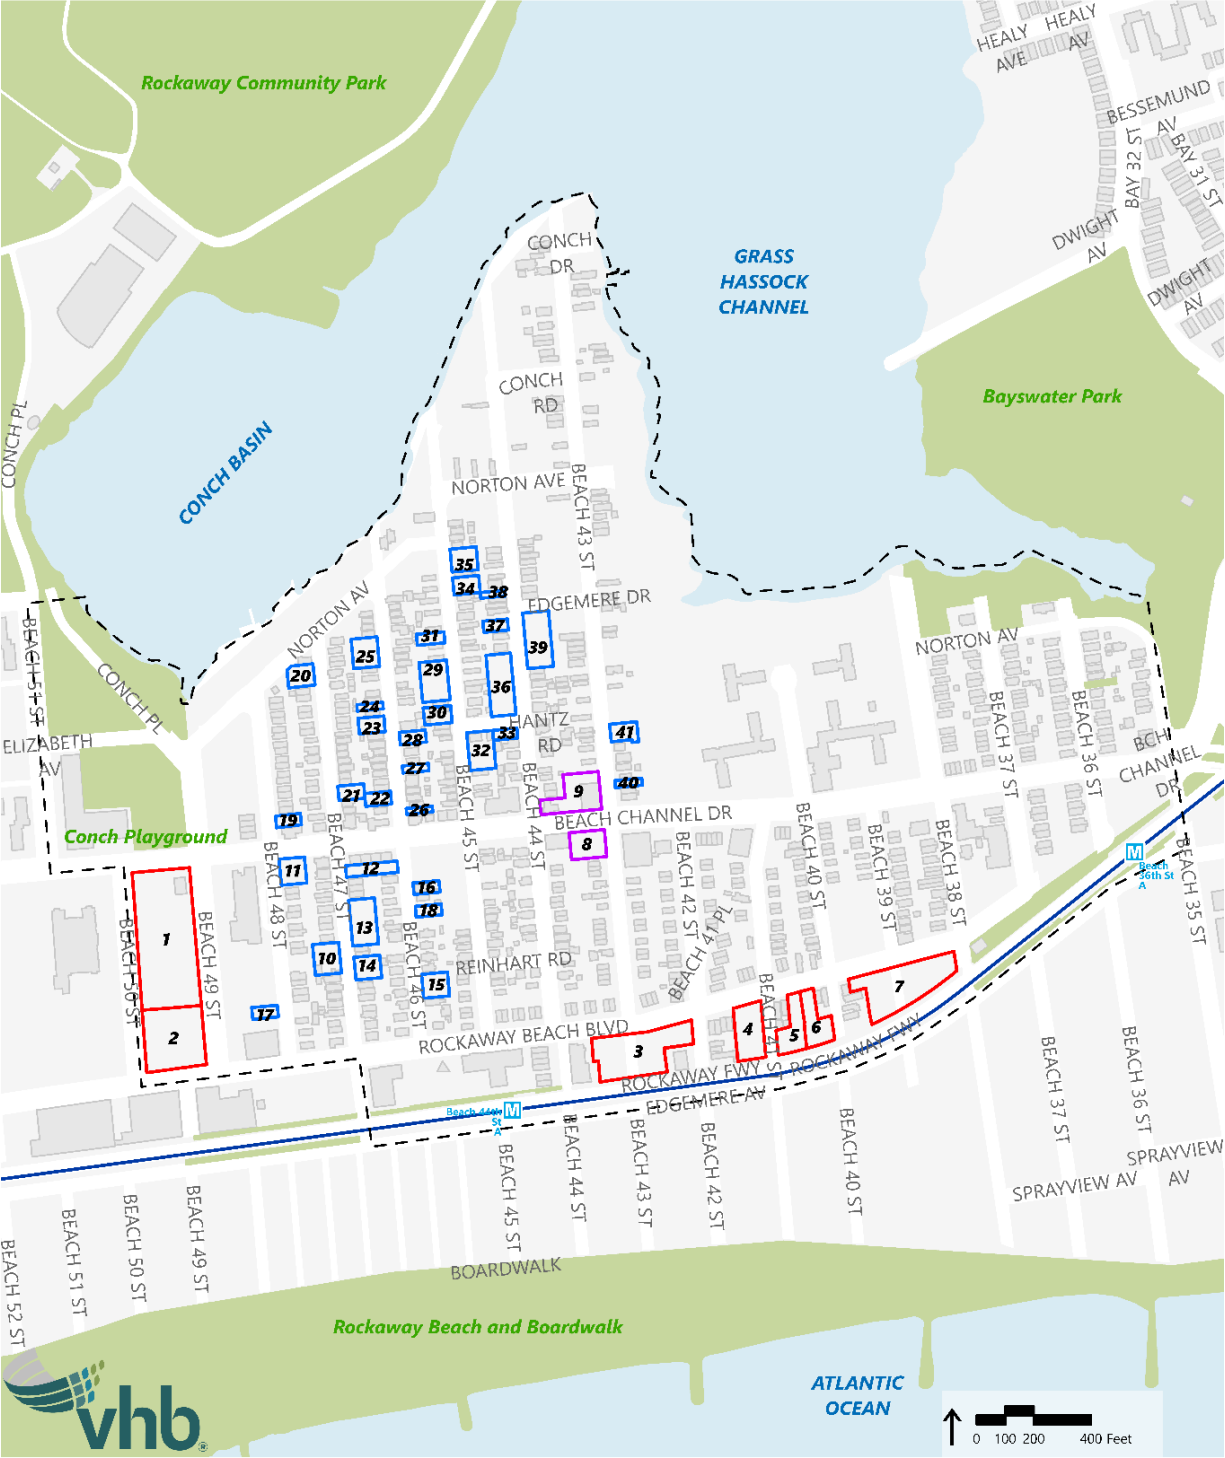 HEALY
AV
HEALY
AVE
Rockaway Community Park
BESSEMUND
AV
BAY 32 ST
BAY 31 ST
DWIGHT
AV
CONCH
DR
GRASS
HASSOCK
CHANNEL
DWIGHT
AV
CONCH
RD
Bayswater Park
CONCH PL
CONCH BASIN
NORTON AVE
BEACH 43 ST
35
34
38
EDGEMERE DR
NORTON AV
BEACH 51 ST
37
31
39
NORTON AV
25
29
20
36
CONCH PL
24
30
23
HANTZ
RD
33
41
28
32
BEACH 37 ST
BEACH 36 ST
ELIZABETH
AV
BCH
CHANNEL
DR
27
40
9
21
22
26
BEACH 45 ST
BEACH 44 ST
BEACH CHANNEL DR
19
BEACH 47 ST
Conch Playground
8
BEACH 42 ST
BEACH 40 ST
BEACH 39 ST
BEACH 38 ST
M
Beach
36th St
A
BEACH 35 ST
BEACH 48 ST
11
12
16
18
13
BEACH 41 PL
1
BEACH 50 ST
BEACH 49 ST
10
14
BEACH 46 ST
REINHART RD
15
7
17
2
ROCKAWAY BEACH BLVD
3
4
5
6
ROCKAWAY FWY
ROCKAWAY FWY
EDGEMERE AV
Beach 44th
St
A
M
BEACH 45 ST
BEACH 44 ST
BEACH 43 ST
BEACH 42 ST
BEACH 40 ST
BEACH 37 ST
BEACH 36 ST
SPRAYVIEW AV
SPRAYVIEW
AV
BEACH 52 ST
BEACH 51 ST
BEACH 50 ST
BEACH 49 ST
BOARDWALK
Rockaway Beach and Boardwalk
ATLANTIC
OCEAN
vhb
®
0 100 200 400 Feet